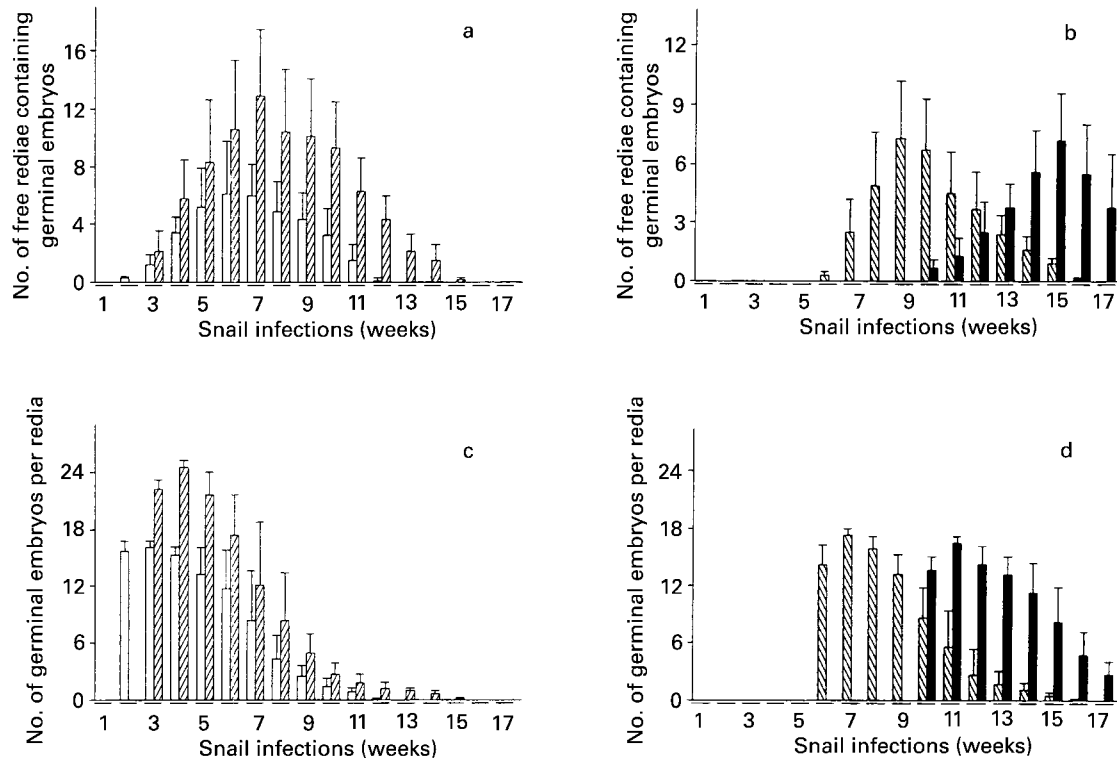 a
No. of free rediae containing
germinal embryos
16
12
8
4
0
1 3 5 7 9 11 13 15 17
Snail infections (weeks)
b
No. of free rediae containing
germinal embryos
12
9
6
3
0
1 3 5 7 9 11 13 15 17
Snail infections (weeks)
c
No. of germinal embryos per redia
24
18
12
6
0
1 3 5 7 9 11 13 15 17
Snail infections (weeks)
d
No. of germinal embryos per redia
24
18
12
6
0
1 3 5 7 9 11 13 15 17
Snail infections (weeks)